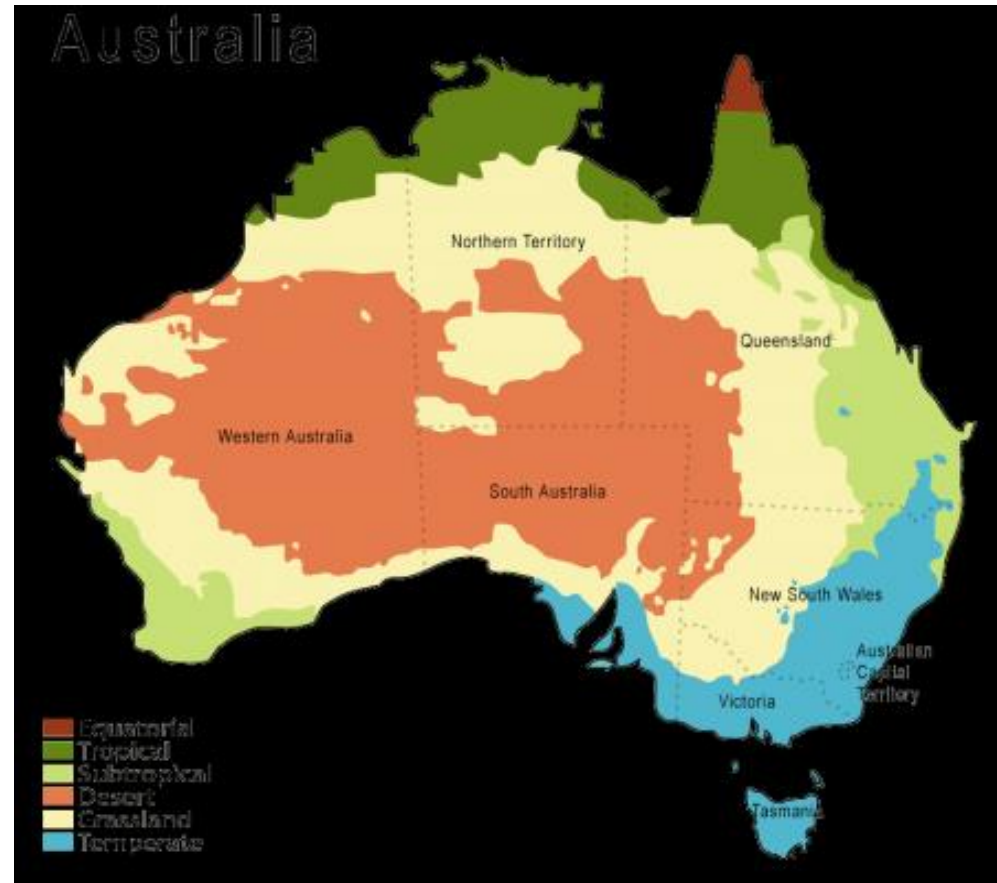 Australia
Northern Territory
Queensland
Western Australia
South Australia
New South Wales
Australian
Capital
Territory
Victoria
Equatorial
Tropical
Subtropical
Desert
Grassland
Temperate
Tasmania